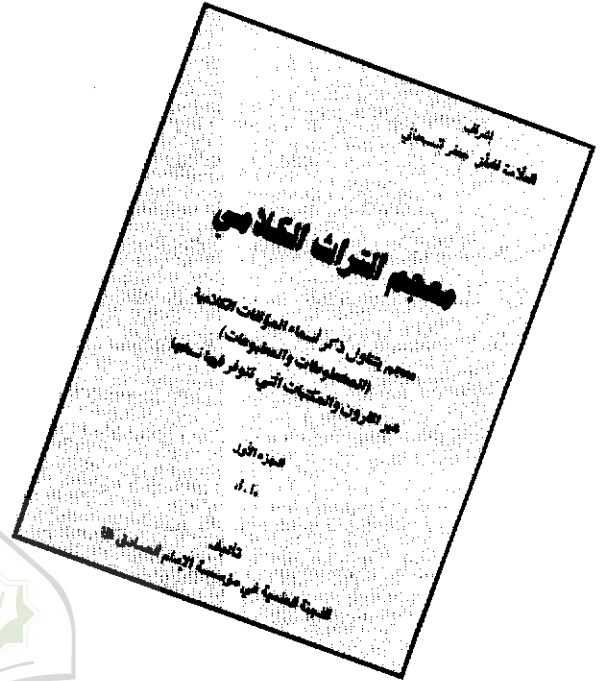 إشراف
العلامة المحقق جعفر السبحاني
معجم التراث الكلامي
معجم يتناول ذكر أسماء المؤلفات الكلامية
(المخطوطات والمطبوعات)
عبر القرون والمكتبات التي تتوفر فيها نسخها
الجزء الأول
تأليف
اللجنة العلمية في مؤسسة الإمام الصادق